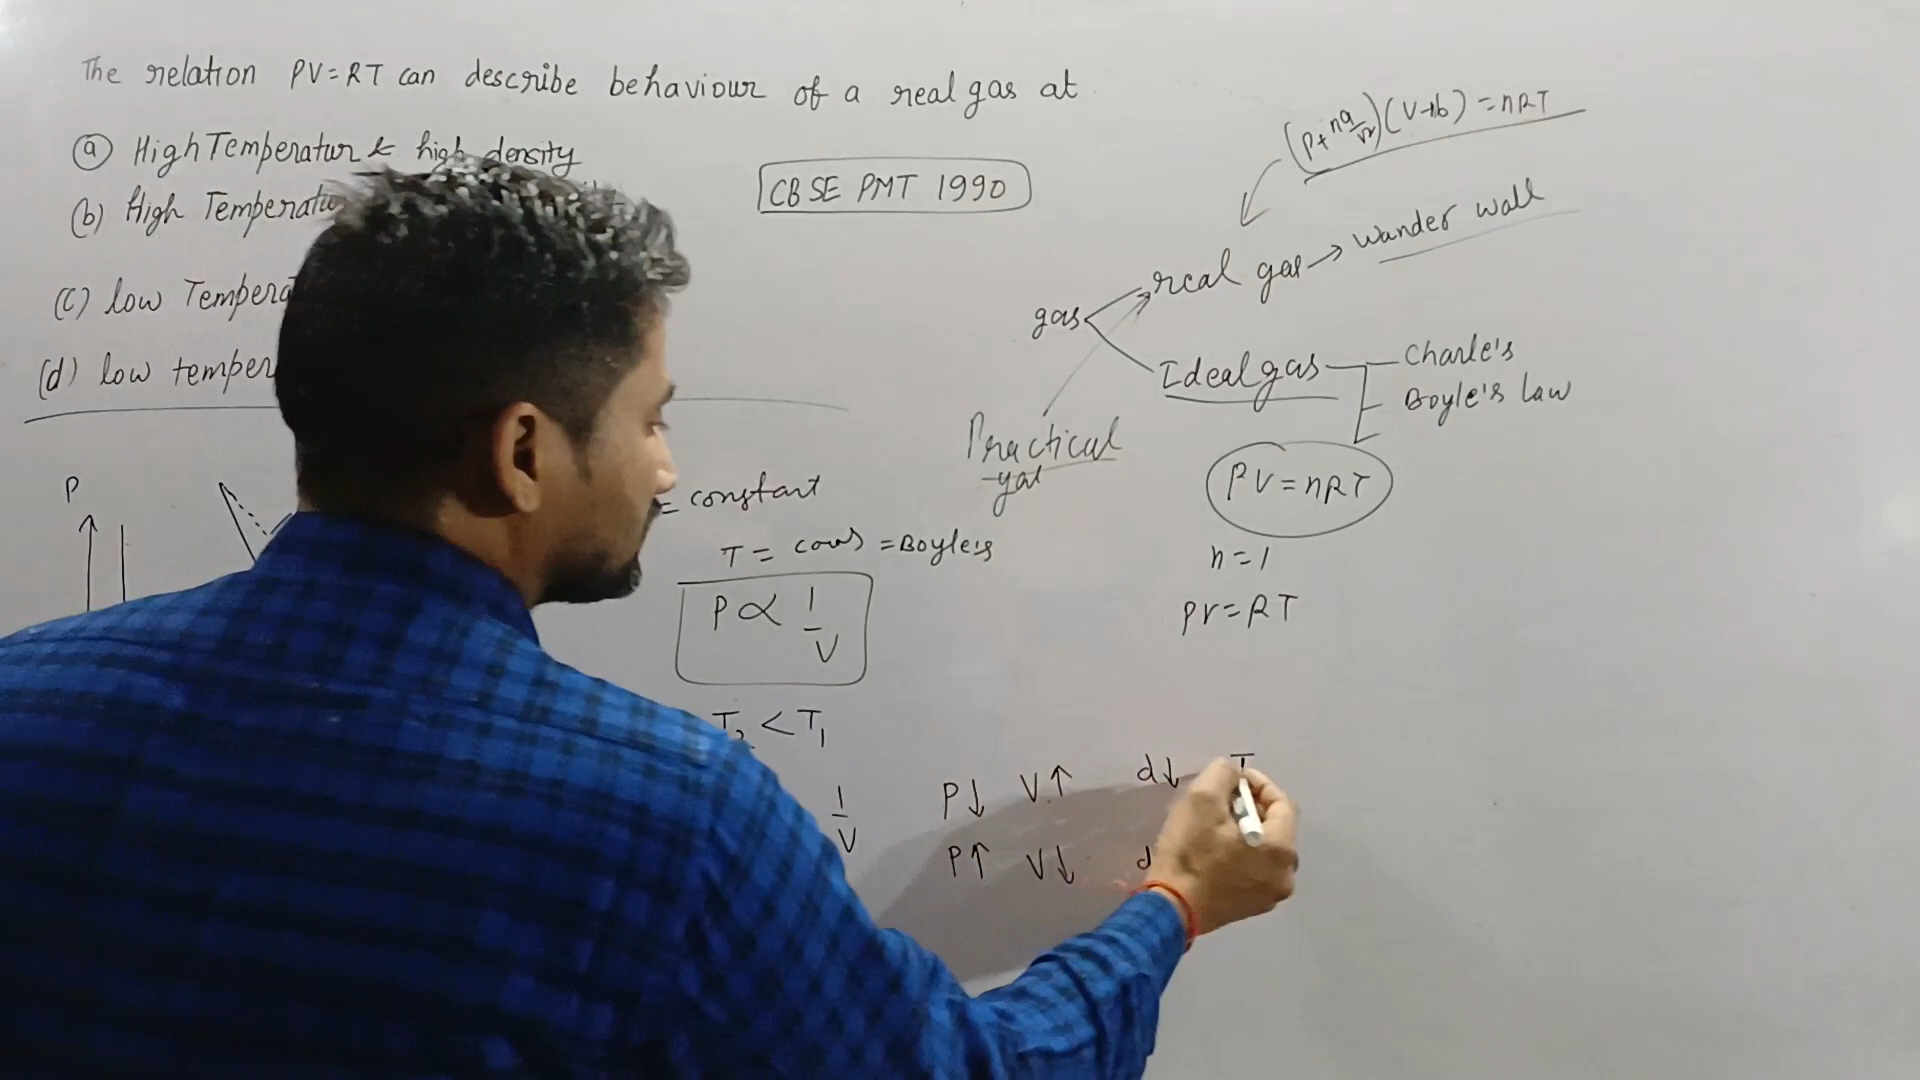 The relation PV=RT can describe behaviour of a real gas at
(a) High Temperatur & high density
(b) High Temperatu
(c) low Tempera
(d) low temper
CBSE PMT 1990
(P+na/v2)(V-nb)=nRT
gas
real gas → Wander wall
Ideal gas
Charle's
Boyle's law
Practical
gas
PV=nRT
n=1
PV=RT
P
= constant
T = cons =Boyle's
P ∝ 1/V
T2 < T1
1/V
P↓ V↑ d↓ T
P↑ V↓ d